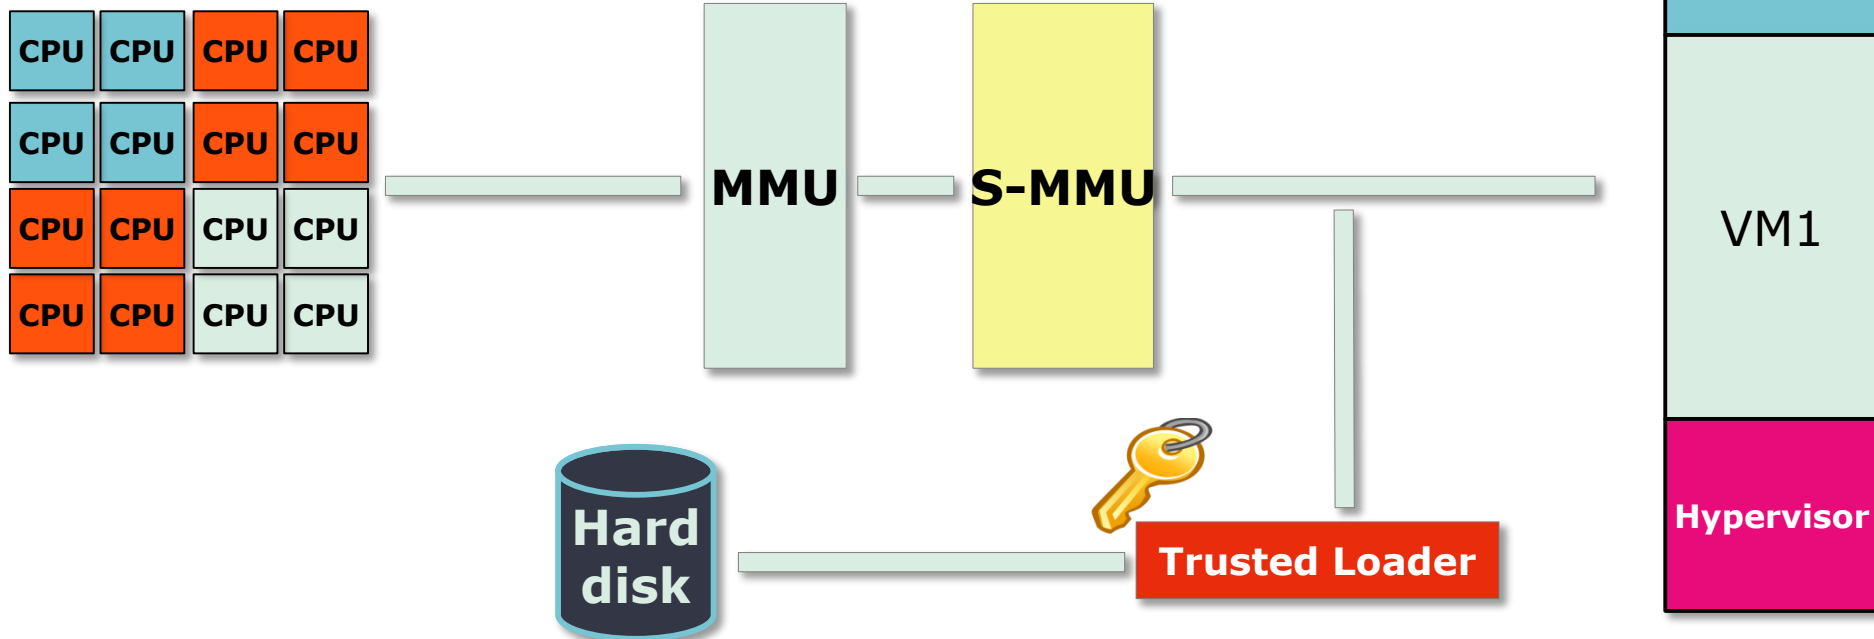 CPU CPU CPU CPU
CPU CPU CPU CPU
CPU CPU CPU CPU
CPU CPU CPU CPU
MMU
S-MMU
VM1
Hypervisor
Hard
disk
Trusted Loader